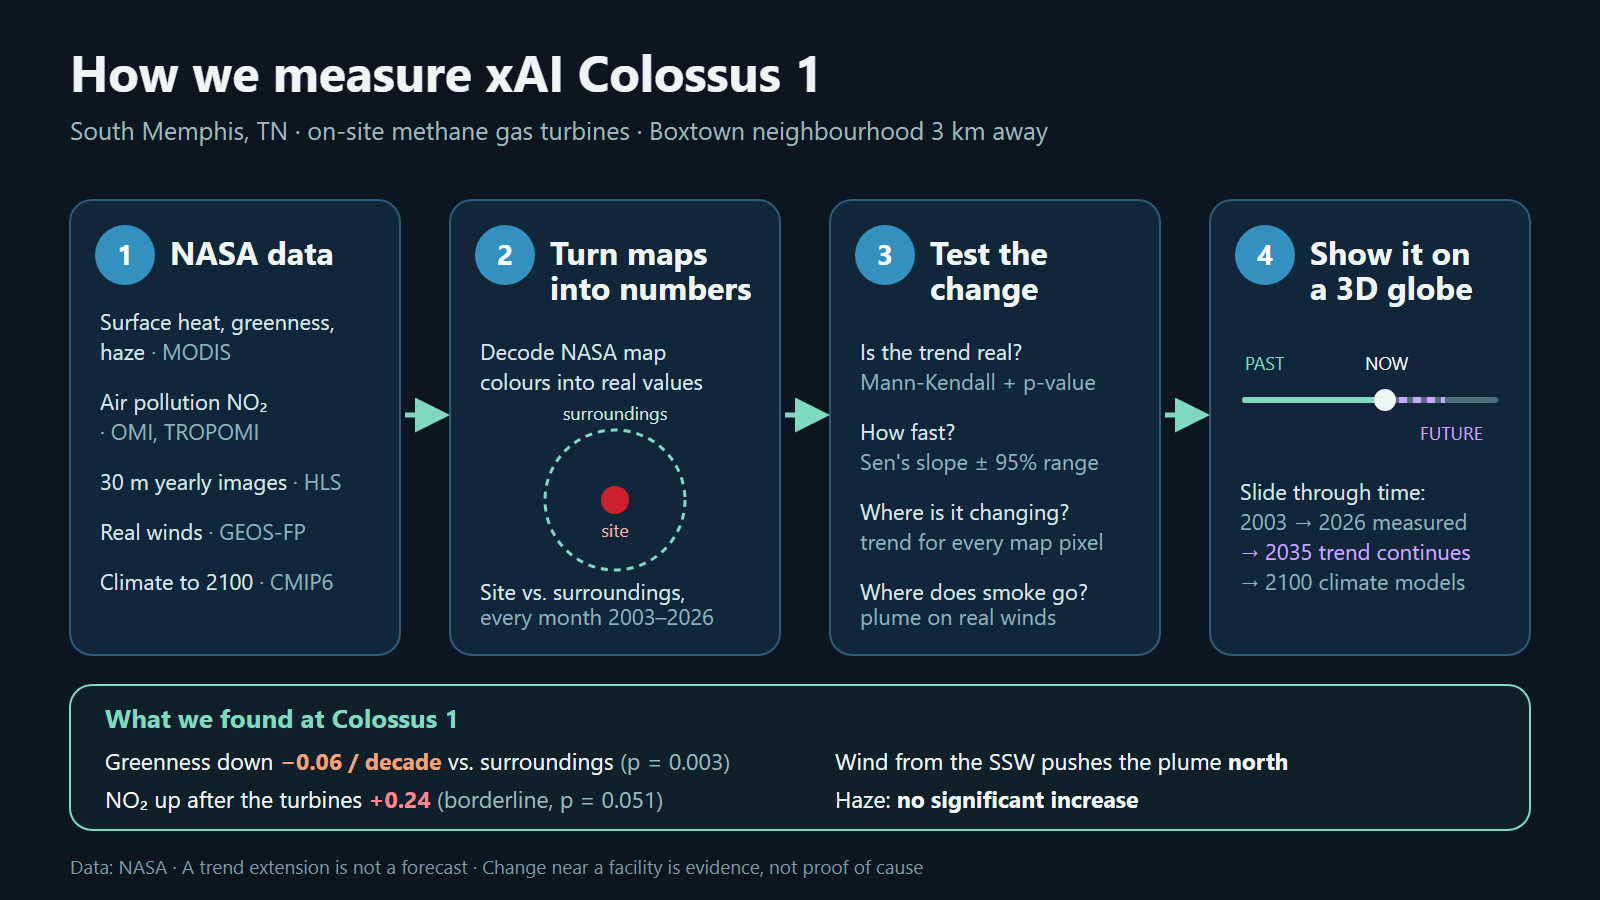 How we measure xAI Colossus 1
South Memphis, TN · on-site methane gas turbines · Boxtown neighbourhood 3 km away
1
NASA data
Surface heat, greenness,
haze · MODIS
Air pollution NO₂
· OMI, TROPOMI
30 m yearly images · HLS
Real winds · GEOS-FP
Climate to 2100 · CMIP6
2
Turn maps
into numbers
Decode NASA map
colours into real values
surroundings
site
Site vs. surroundings,
every month 2003–2026
3
Test the
change
Is the trend real?
Mann-Kendall + p-value
How fast?
Sen's slope ± 95% range
Where is it changing?
trend for every map pixel
Where does smoke go?
plume on real winds
4
Show it on
a 3D globe
PAST
NOW
FUTURE
Slide through time:
2003 → 2026 measured
→ 2035 trend continues
→ 2100 climate models
What we found at Colossus 1
Greenness down −0.06 / decade vs. surroundings (p = 0.003)
NO₂ up after the turbines +0.24 (borderline, p = 0.051)
Wind from the SSW pushes the plume north
Haze: no significant increase
Data: NASA · A trend extension is not a forecast · Change near a facility is evidence, not proof of cause